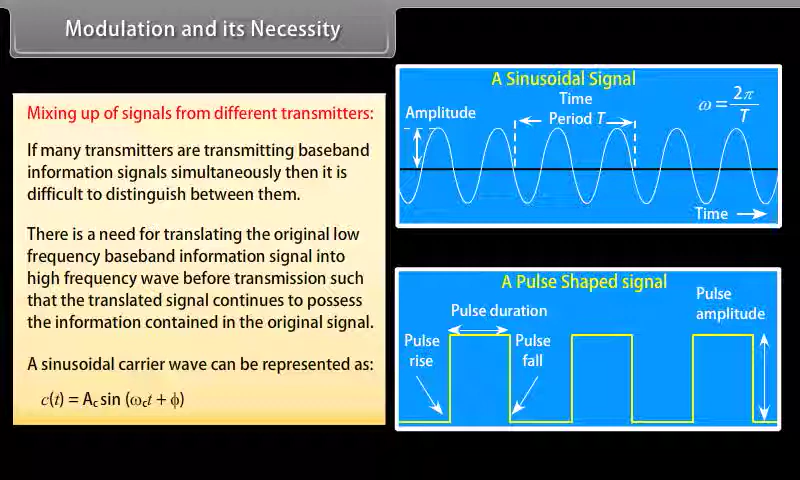 Modulation and its Necessity
Mixing up of signals from different transmitters:
If many transmitters are transmitting baseband
information signals simultaneously then it is
difficult to distinguish between them.
There is a need for translating the original low
frequency baseband information signal into
high frequency wave before transmission such
that the translated signal continues to possess
the information contained in the original signal.
A sinusoidal carrier wave can be represented as:
c(t) = A_c sin (ω_c t + ϕ)
A Sinusoidal Signal
Amplitude
Time
Period T
ω = 2π/T
Time
A Pulse Shaped signal
Pulse duration
Pulse
amplitude
Pulse
rise
Pulse
fall